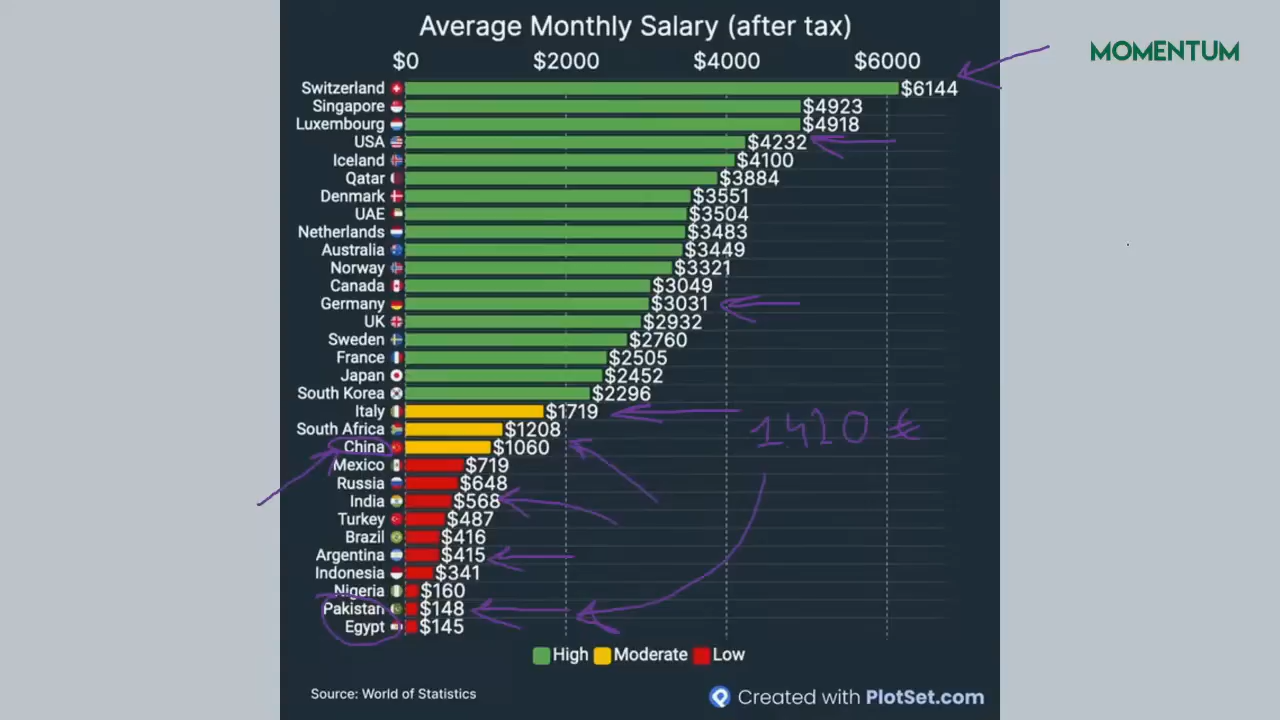 Average Monthly Salary (after tax)
MOMENTUM
$0 $2000 $4000 $6000
Switzerland $6144
Singapore $4923
Luxembourg $4918
USA $4232
Iceland $4100
Qatar $3884
Denmark $3551
UAE $3504
Netherlands $3483
Australia $3449
Norway $3321
Canada $3049
Germany $3031
UK $2932
Sweden $2760
France $2505
Japan $2452
South Korea $2296
Italy $1719
1420 €
South Africa $1208
China $1060
Mexico $719
Russia $648
India $568
Turkey $487
Brazil $416
Argentina $415
Indonesia $341
Nigeria $160
Pakistan $148
Egypt $145
High Moderate Low
Source: World of Statistics
Created with PlotSet.com